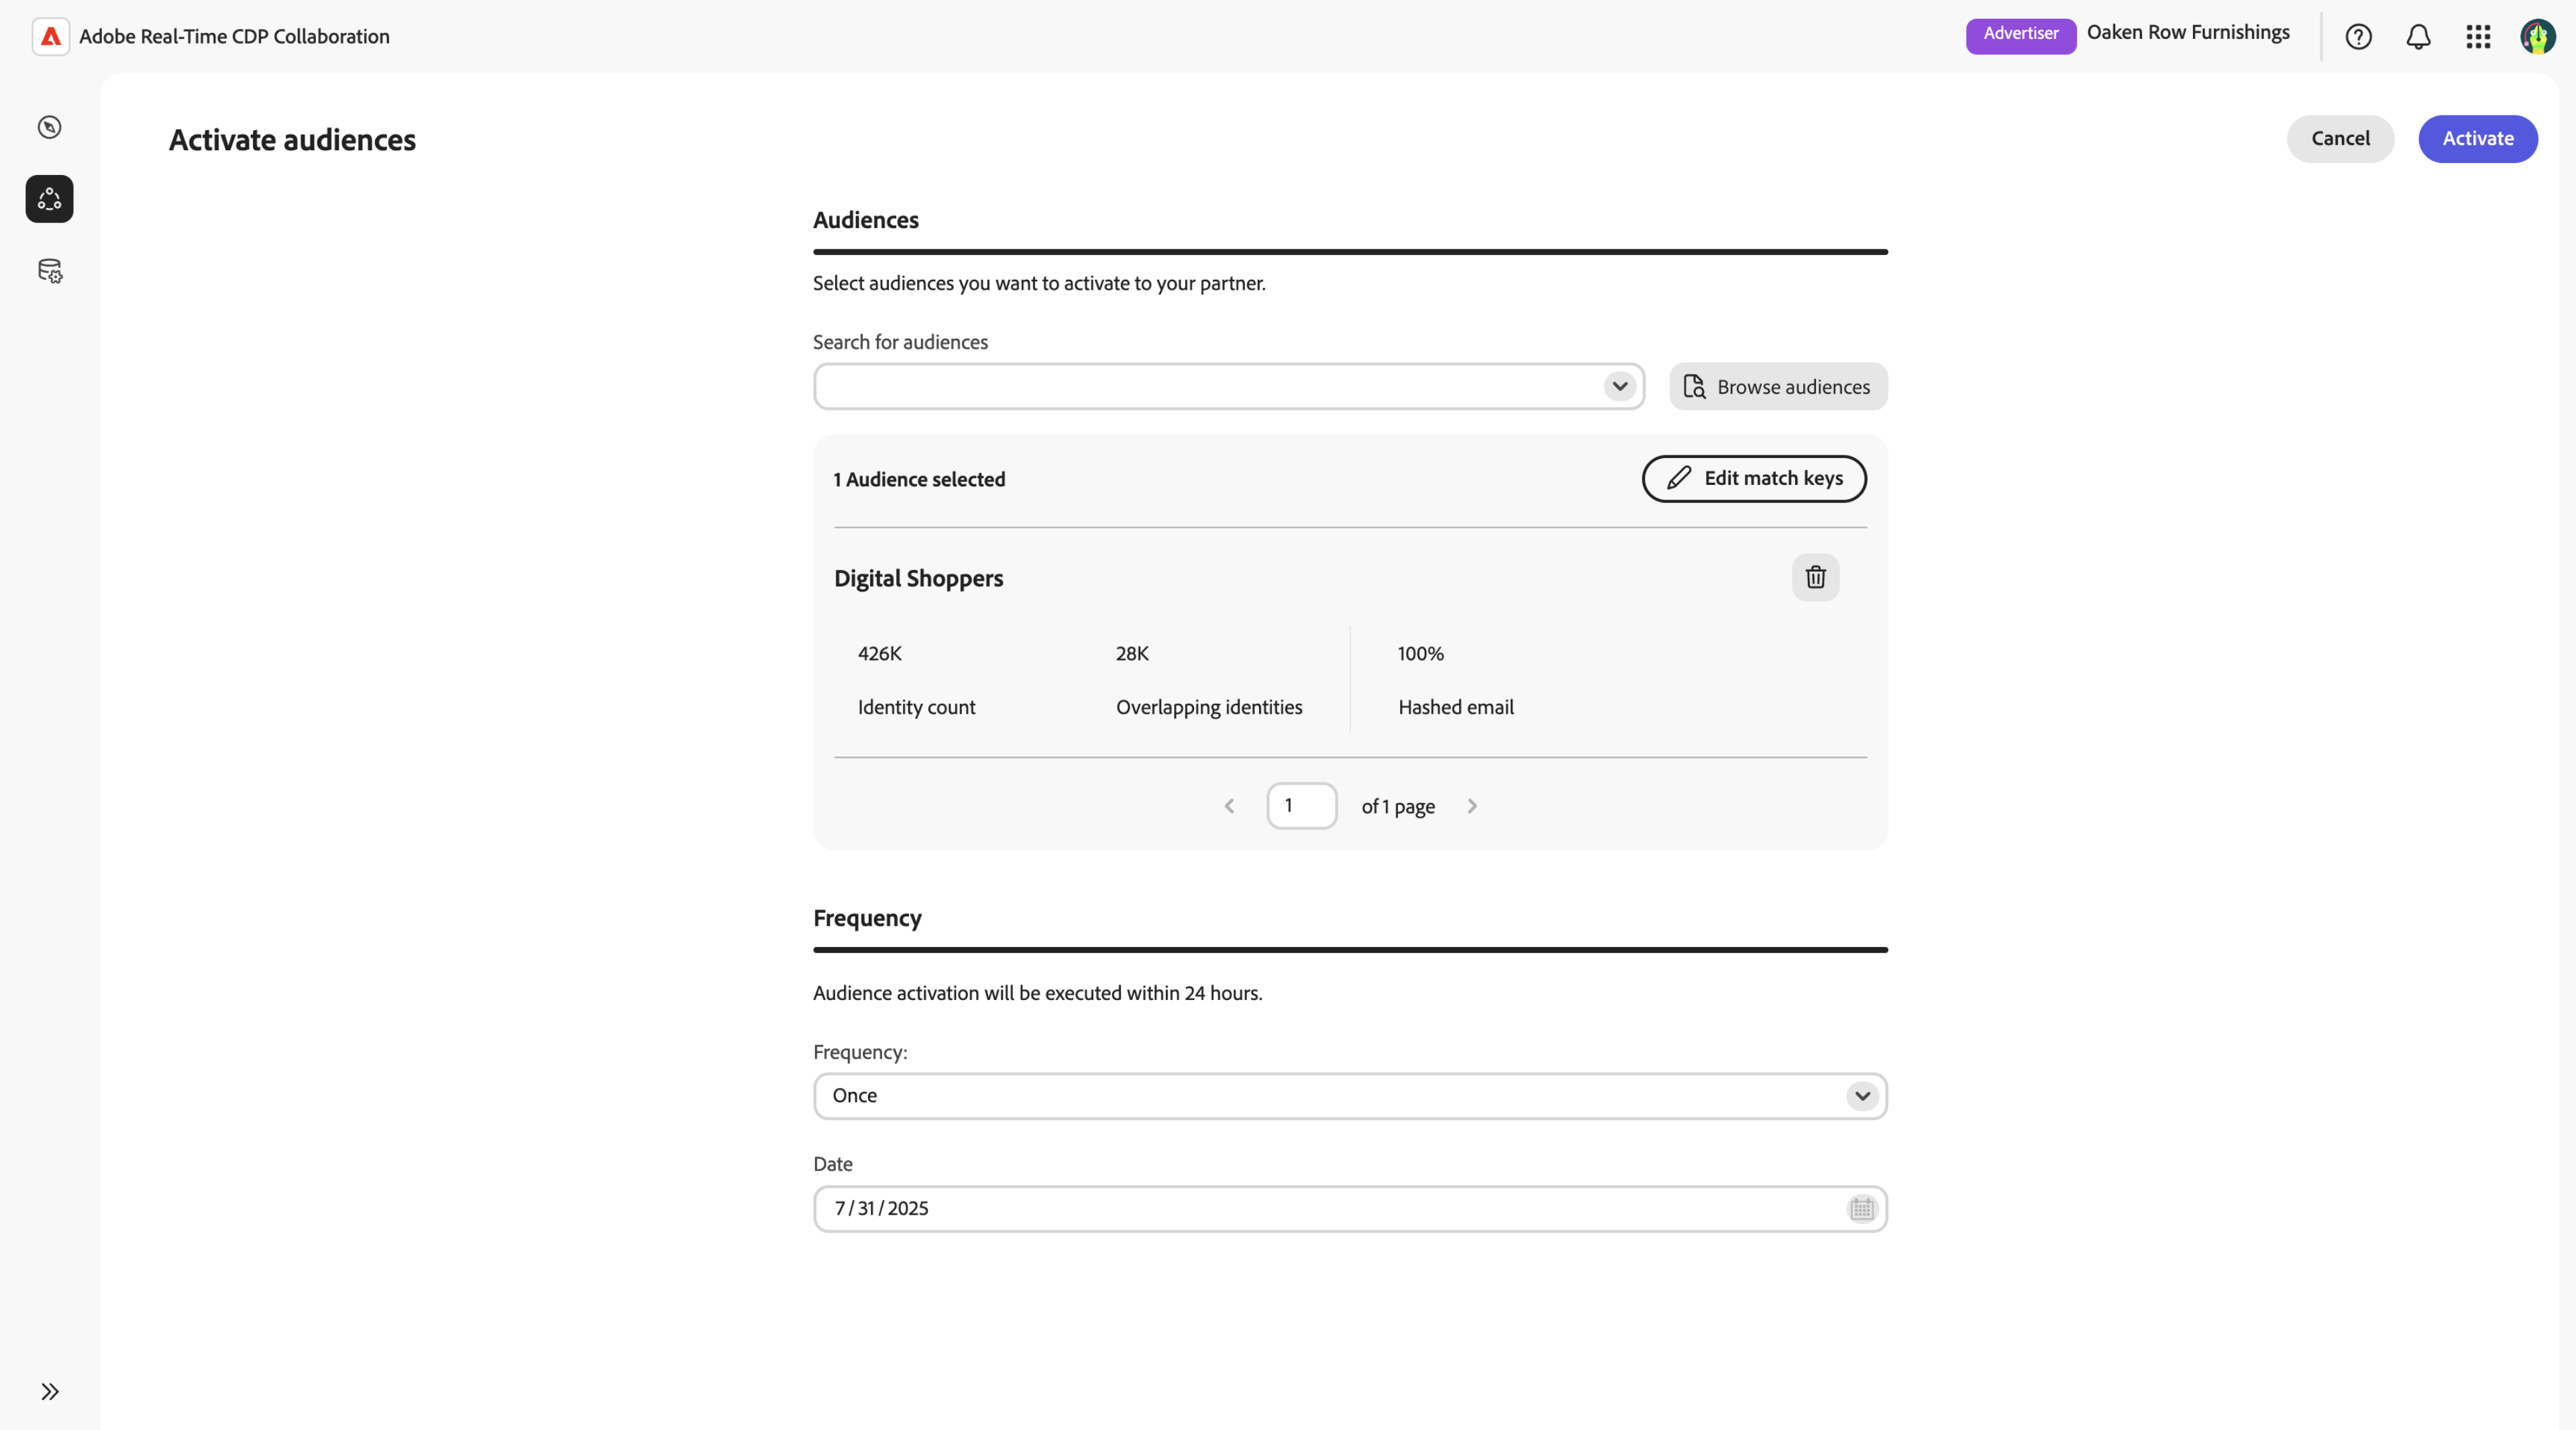 Adobe Real-Time CDP Collaboration
Advertiser Oaken Row Furnishings
Activate audiences
Cancel
Activate
Audiences
Select audiences you want to activate to your partner.
Search for audiences
Browse audiences
1 Audience selected
Edit match keys
Digital Shoppers
426K
28K
100%
Identity count
Overlapping identities
Hashed email
1 of 1 page
Frequency
Audience activation will be executed within 24 hours.
Frequency:
Once
Date
7/31/2025